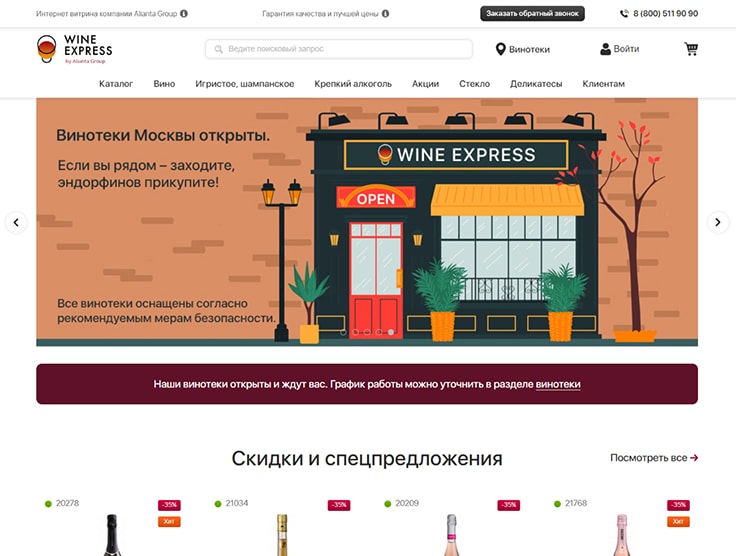 Интернет витрина компании Alianta Group
Гарантия качества и лучшей цены
Заказать обратный звонок
8 (800) 511 90 90
WINE
EXPRESS
by Alianta Group
Введите поисковый запрос
Винотеки
Войти
Каталог
Вино
Игристое, шампанское
Крепкий алкоголь
Акции
Стекло
Деликатесы
Клиентам
Винотеки Москвы открыты.
Если вы рядом – заходите,
эндорфинов прикупите!
WINE EXPRESS
OPEN
Все винотеки оснащены согласно
рекомендуемым мерам безопасности.
Наши винотеки открыты и ждут вас. График работы можно уточнить в разделе винотеки
Скидки и спецпредложения
Посмотреть все
20278
-35%
Хит
21034
-35%
20209
-35%
21768
-35%
Хит